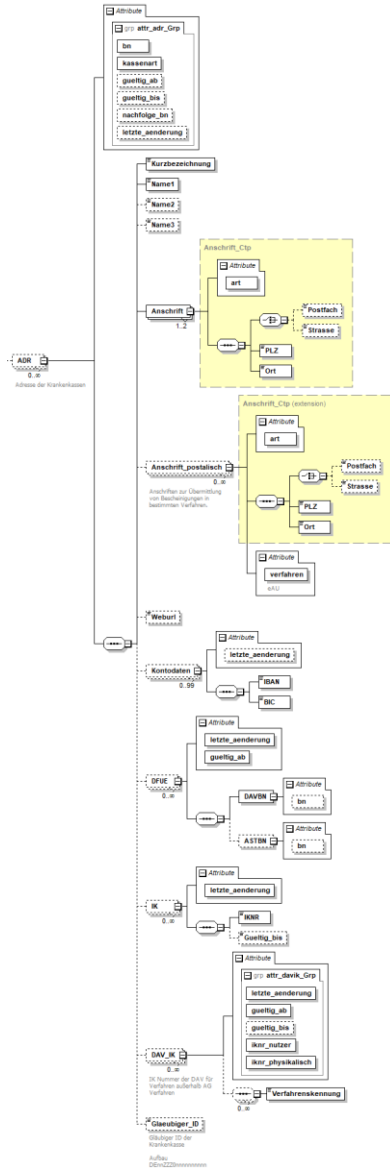 Attribute
grp attr_adr_Grp
bn
kassenart
gueltig_ab
gueltig_bis
nachfolge_bn
letzte_aenderung
Kurzbezeichnung
Name1
Name2
Name3
Anschrift_Ctp
Attribute
art
Anschrift
1..2
Postfach
Strasse
PLZ
Ort
ADR
0..∞
Adresse der Krankenkassen
Anschrift_Ctp (extension)
Attribute
art
Anschrift_postalisch
0..∞
Anschriften zur Übermittlung
von Bescheinigungen in
bestimmten Verfahren.
Postfach
Strasse
PLZ
Ort
Attribute
verfahren
eAU
Weburl
Attribute
letzte_aenderung
Kontodaten
0..99
IBAN
BIC
Attribute
letzte_aenderung
gueltig_ab
DFUE
0..∞
DAVBN
Attribute
bn
ASTBN
Attribute
bn
Attribute
letzte_aenderung
IK
0..∞
IKNR
Gueltig_bis
Attribute
grp attr_davik_Grp
letzte_aenderung
gueltig_ab
gueltig_bis
iknr_nutzer
iknr_physikalisch
DAV_IK
0..∞
IK Nummer der DAV für
Verfahren außerhalb AG
Verfahren
Verfahrenskennung
0..∞
Glaeubiger_ID
Gläubiger ID der
Krankenkasse
Aufbau